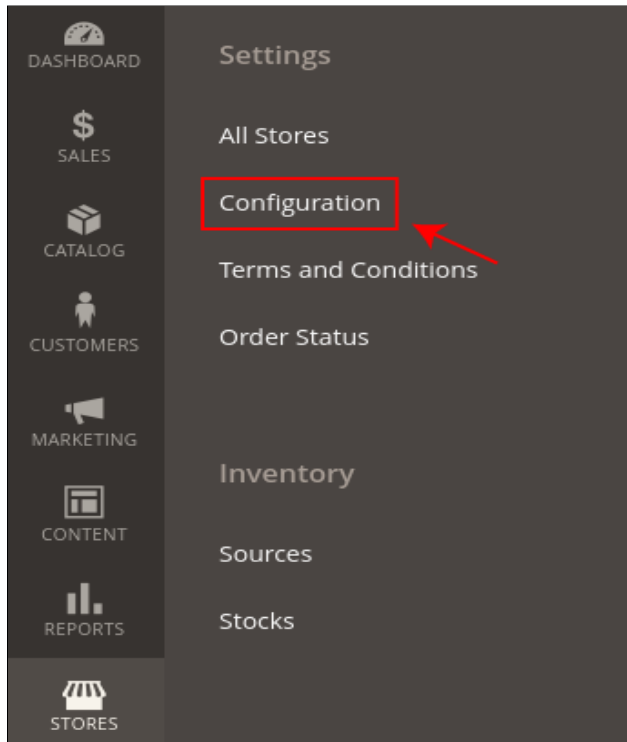 DASHBOARD
SALES
CATALOG
CUSTOMERS
MARKETING
CONTENT
REPORTS
STORES
Settings
All Stores
Configuration
Terms and Conditions
Order Status
Inventory
Sources
Stocks